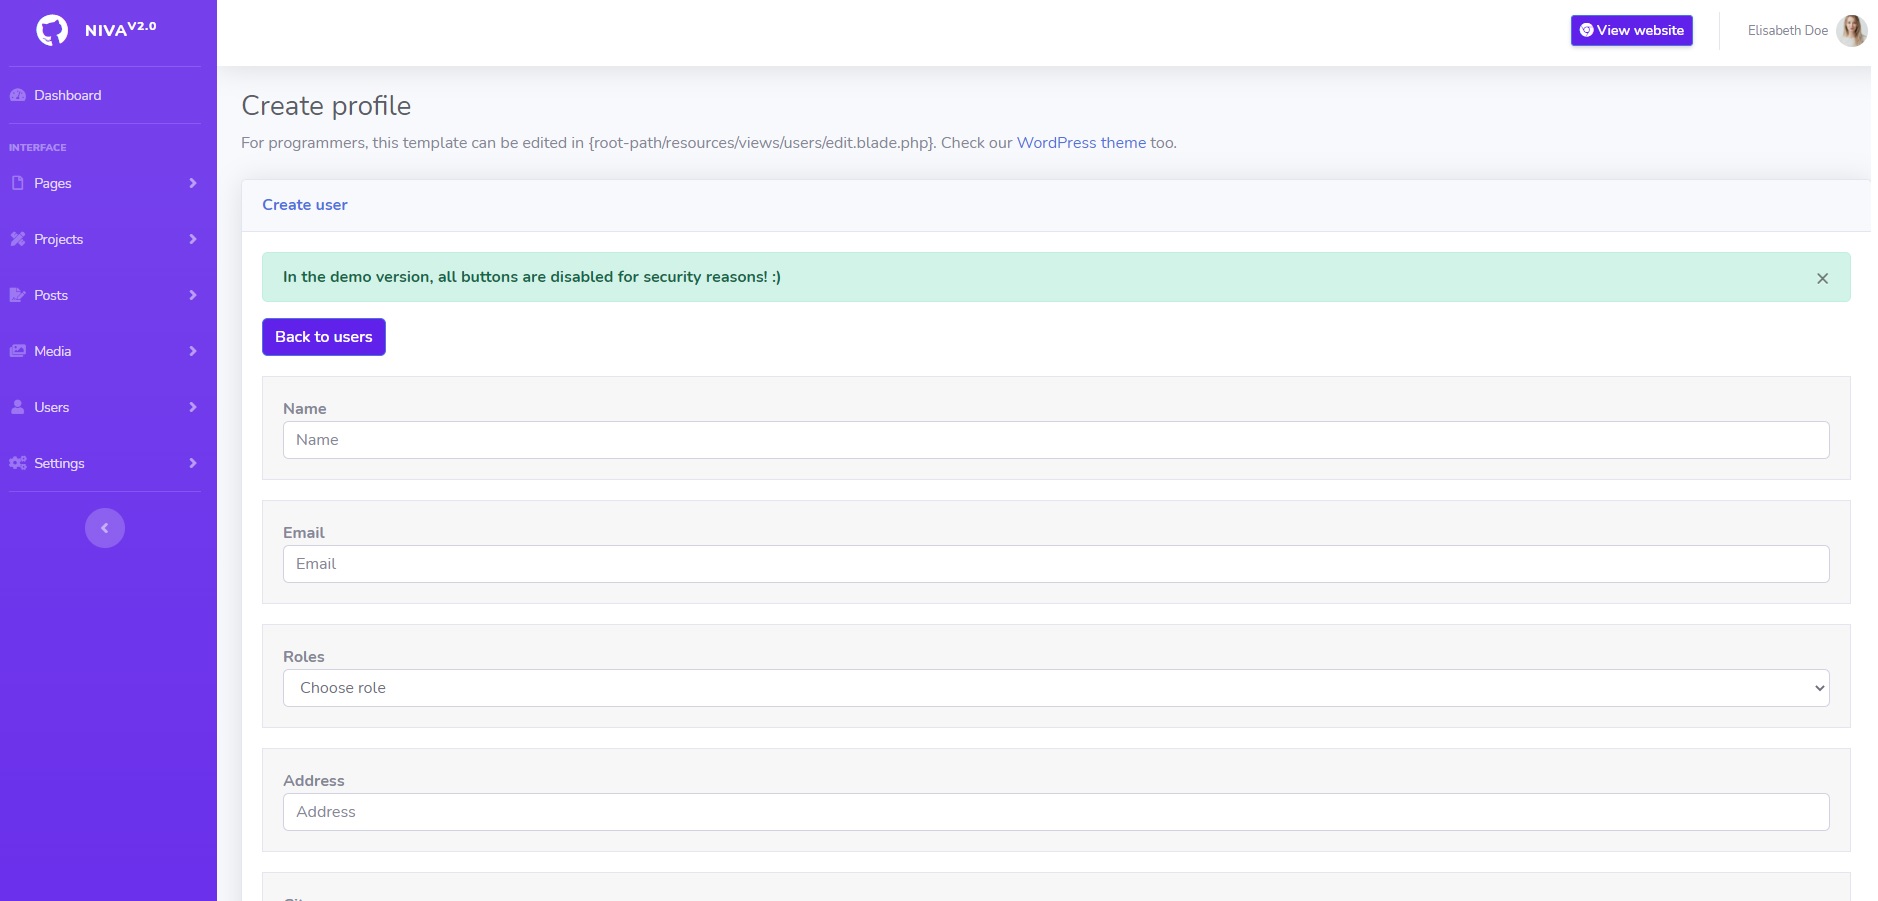 NIVAV2.0
View website
Elisabeth Doe
Dashboard
INTERFACE
Pages
Projects
Posts
Media
Users
Settings
Create profile
For programmers, this template can be edited in {root-path/resources/views/users/edit.blade.php}. Check our WordPress theme too.
Create user
In the demo version, all buttons are disabled for security reasons! :)
×
Back to users
Name
Name
Email
Email
Roles
Choose role
Address
Address